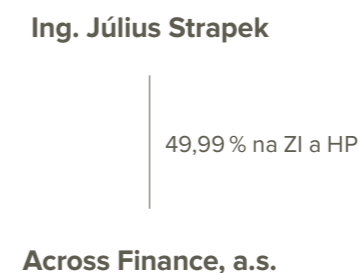 Ing. Július Strapek
49,99 % na ZI a HP
Across Finance, a.s.